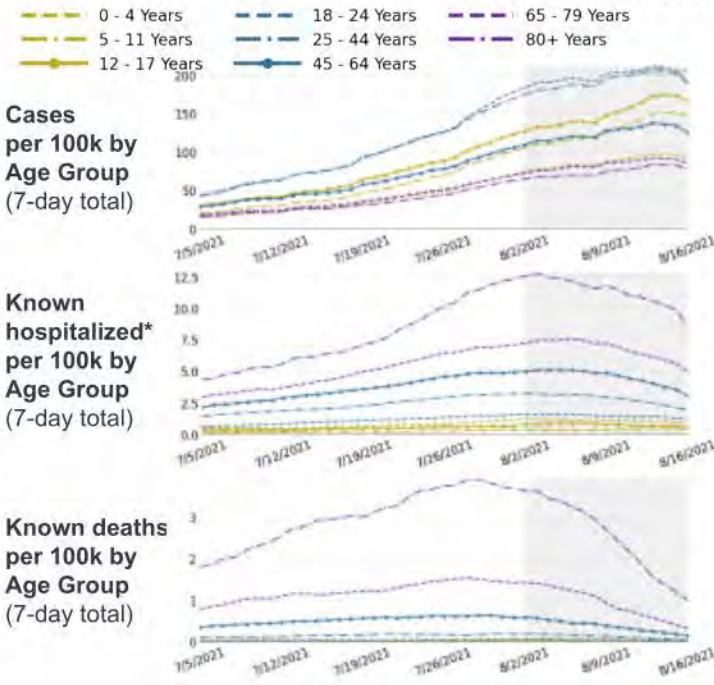 0 - 4 Years
18 - 24 Years
65 - 79 Years
5 - 11 Years
25 - 44 Years
80+ Years
12 - 17 Years
45 - 64 Years
Cases
per 100k by
Age Group
(7-day total)
200
150
100
50
0
7/5/2021
7/12/2021
7/19/2021
7/26/2021
8/2/2021
8/9/2021
8/16/2021
Known
hospitalized*
per 100k by
Age Group
(7-day total)
12.5
10.0
7.5
5.0
2.5
0.0
7/5/2021
7/12/2021
7/19/2021
7/26/2021
8/2/2021
8/9/2021
8/16/2021
Known deaths
per 100k by
Age Group
(7-day total)
3
2
1
0
7/5/2021
7/12/2021
7/19/2021
7/26/2021
8/2/2021
8/9/2021
8/16/2021